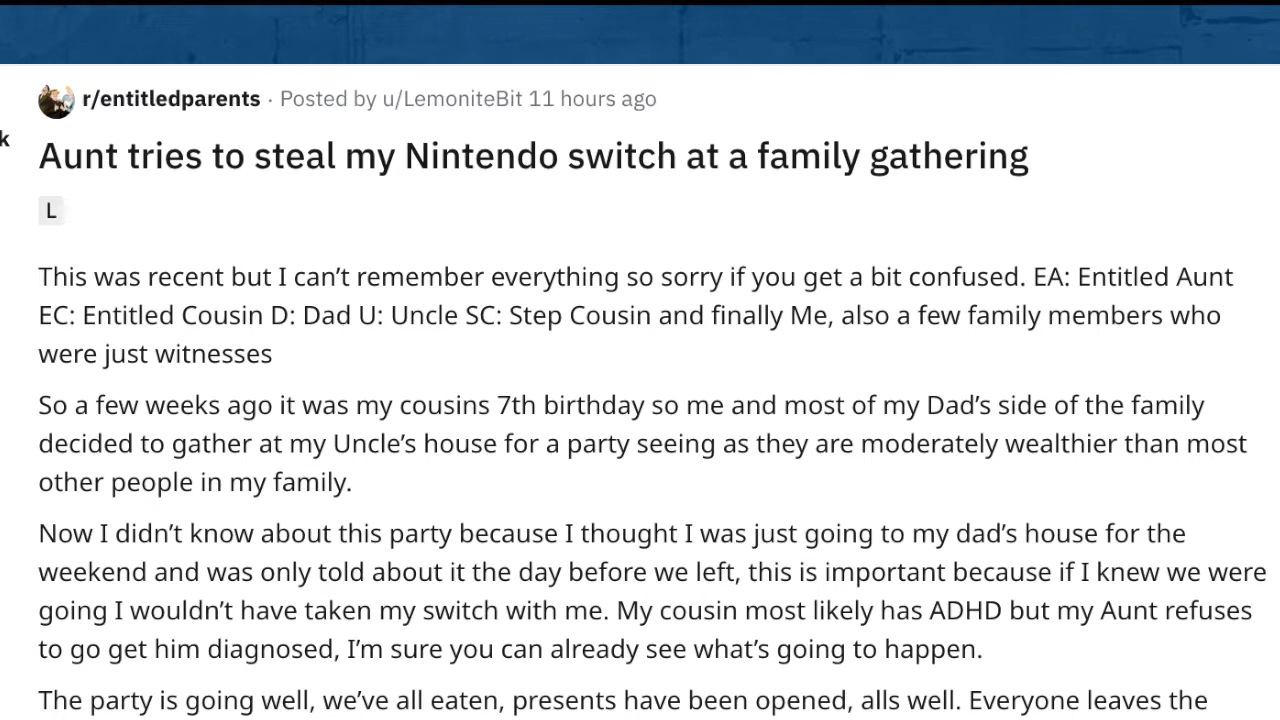 r/entitledparents · Posted by u/LemoniteBit 11 hours ago
k
Aunt tries to steal my Nintendo switch at a family gathering
L
This was recent but I can’t remember everything so sorry if you get a bit confused. EA: Entitled Aunt
EC: Entitled Cousin D: Dad U: Uncle SC: Step Cousin and finally Me, also a few family members who
were just witnesses
So a few weeks ago it was my cousins 7th birthday so me and most of my Dad’s side of the family
decided to gather at my Uncle’s house for a party seeing as they are moderately wealthier than most
other people in my family.
Now I didn’t know about this party because I thought I was just going to my dad’s house for the
weekend and was only told about it the day before we left, this is important because if I knew we were
going I wouldn’t have taken my switch with me. My cousin most likely has ADHD but my Aunt refuses
to go get him diagnosed, I’m sure you can already see what’s going to happen.
The party is going well, we’ve all eaten, presents have been opened, alls well. Everyone leaves the